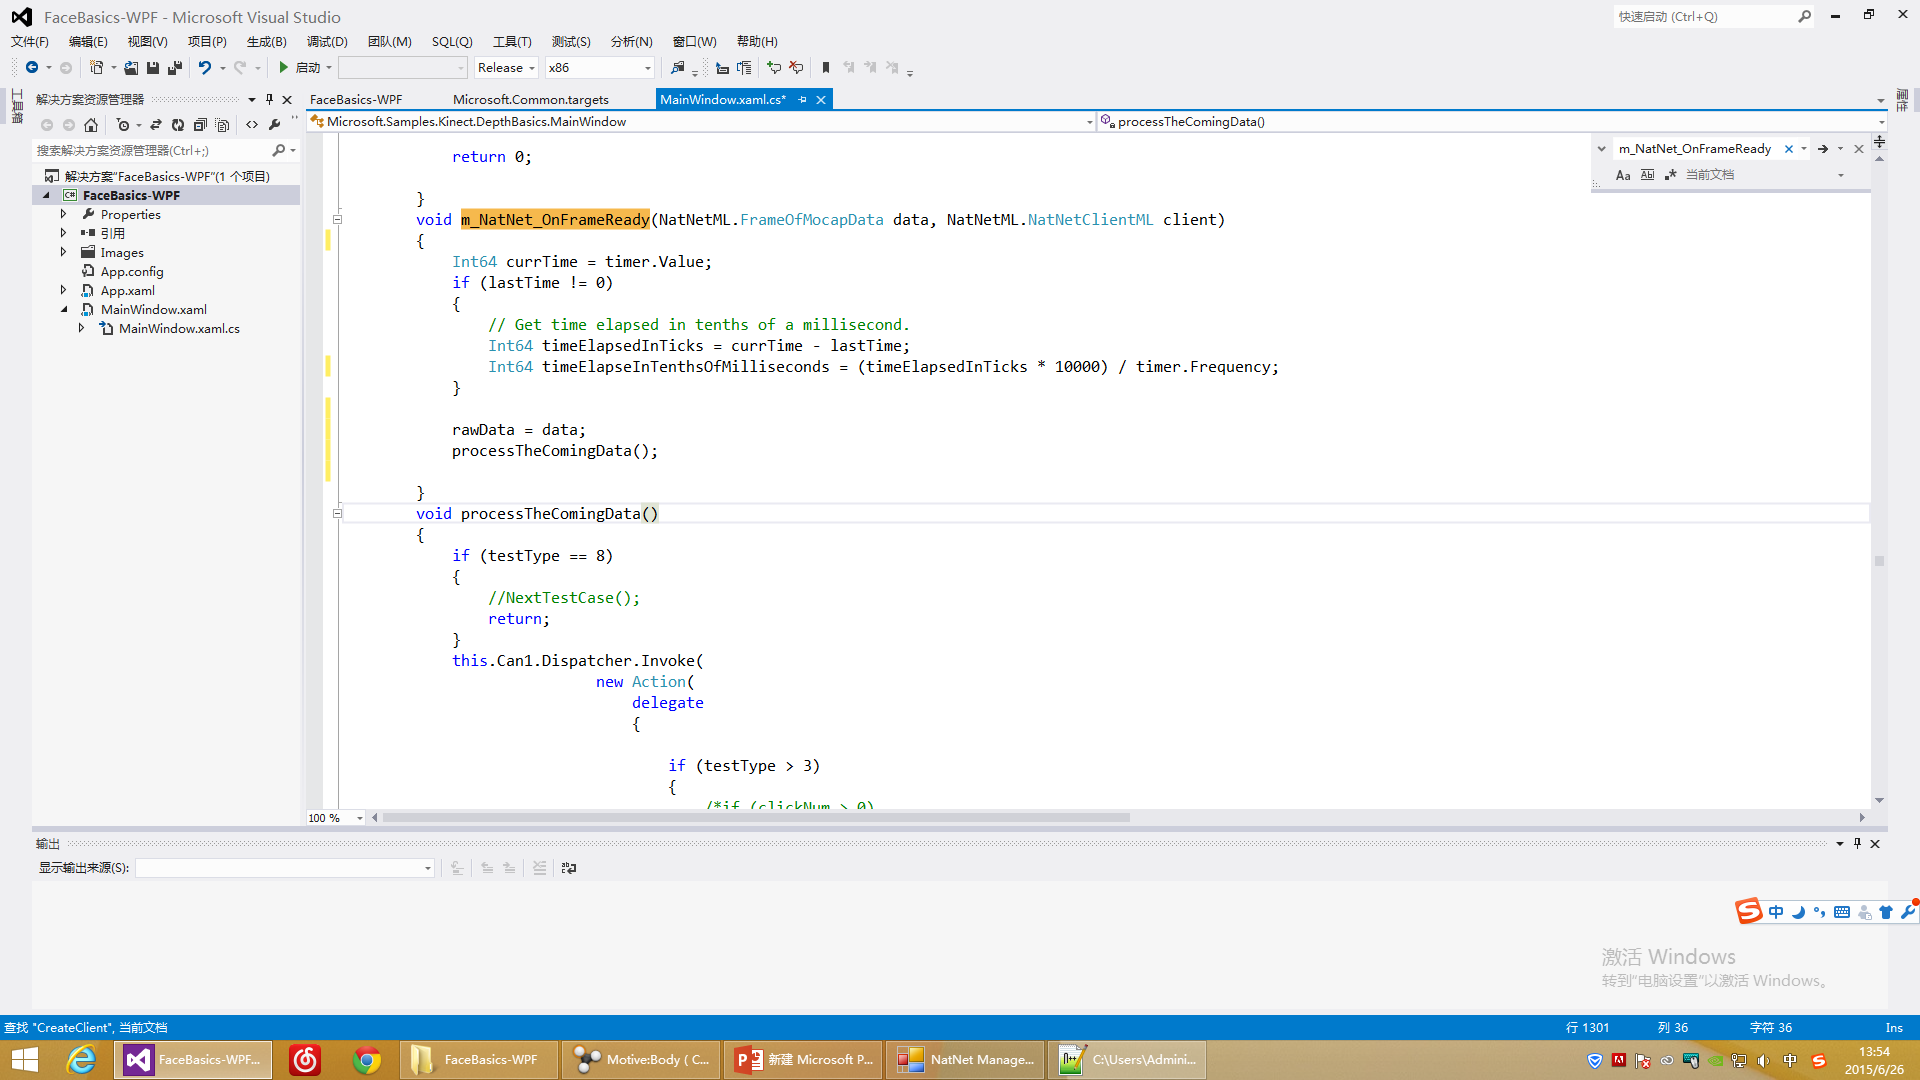 FaceBasics-WPF - Microsoft Visual Studio
快速启动 (Ctrl+Q)
文件(F) 编辑(E) 视图(V) 项目(P) 生成(B) 调试(D) 团队(M) SQL(Q) 工具(T) 测试(S) 分析(N) 窗口(W) 帮助(H)
启动 Release x86
工具箱
解决方案资源管理器
FaceBasics-WPF Microsoft.Common.targets MainWindow.xaml.cs*
属性
Microsoft.Samples.Kinect.DepthBasics.MainWindow processTheComingData()
搜索解决方案资源管理器(Ctrl+;)
解决方案"FaceBasics-WPF"(1 个项目)
C# FaceBasics-WPF
Properties
引用
Images
App.config
App.xaml
MainWindow.xaml
MainWindow.xaml.cs
m_NatNet_OnFrameReady
Aa Ab 当前文档
return 0;
}
void m_NatNet_OnFrameReady(NatNetML.FrameOfMocapData data, NatNetML.NatNetClientML client)
{
Int64 currTime = timer.Value;
if (lastTime != 0)
{
// Get time elapsed in tenths of a millisecond.
Int64 timeElapsedInTicks = currTime - lastTime;
Int64 timeElapseInTenthsOfMilliseconds = (timeElapsedInTicks * 10000) / timer.Frequency;
}
rawData = data;
processTheComingData();
}
void processTheComingData()
{
if (testType == 8)
{
//NextTestCase();
return;
}
this.Can1.Dispatcher.Invoke(
new Action(
delegate
{
if (testType > 3)
{
/*if (clickNum > 0)
100 %
输出
显示输出来源(S):
中
激活 Windows
转到"电脑设置"以激活 Windows。
查找 "CreateClient", 当前文档 行 1301 列 36 字符 36 Ins
FaceBasics-WPF... FaceBasics-WPF Motive:Body ( C... 新建 Microsoft P... NatNet Manage... C:\Users\Admini...
中
13:54
2015/6/26